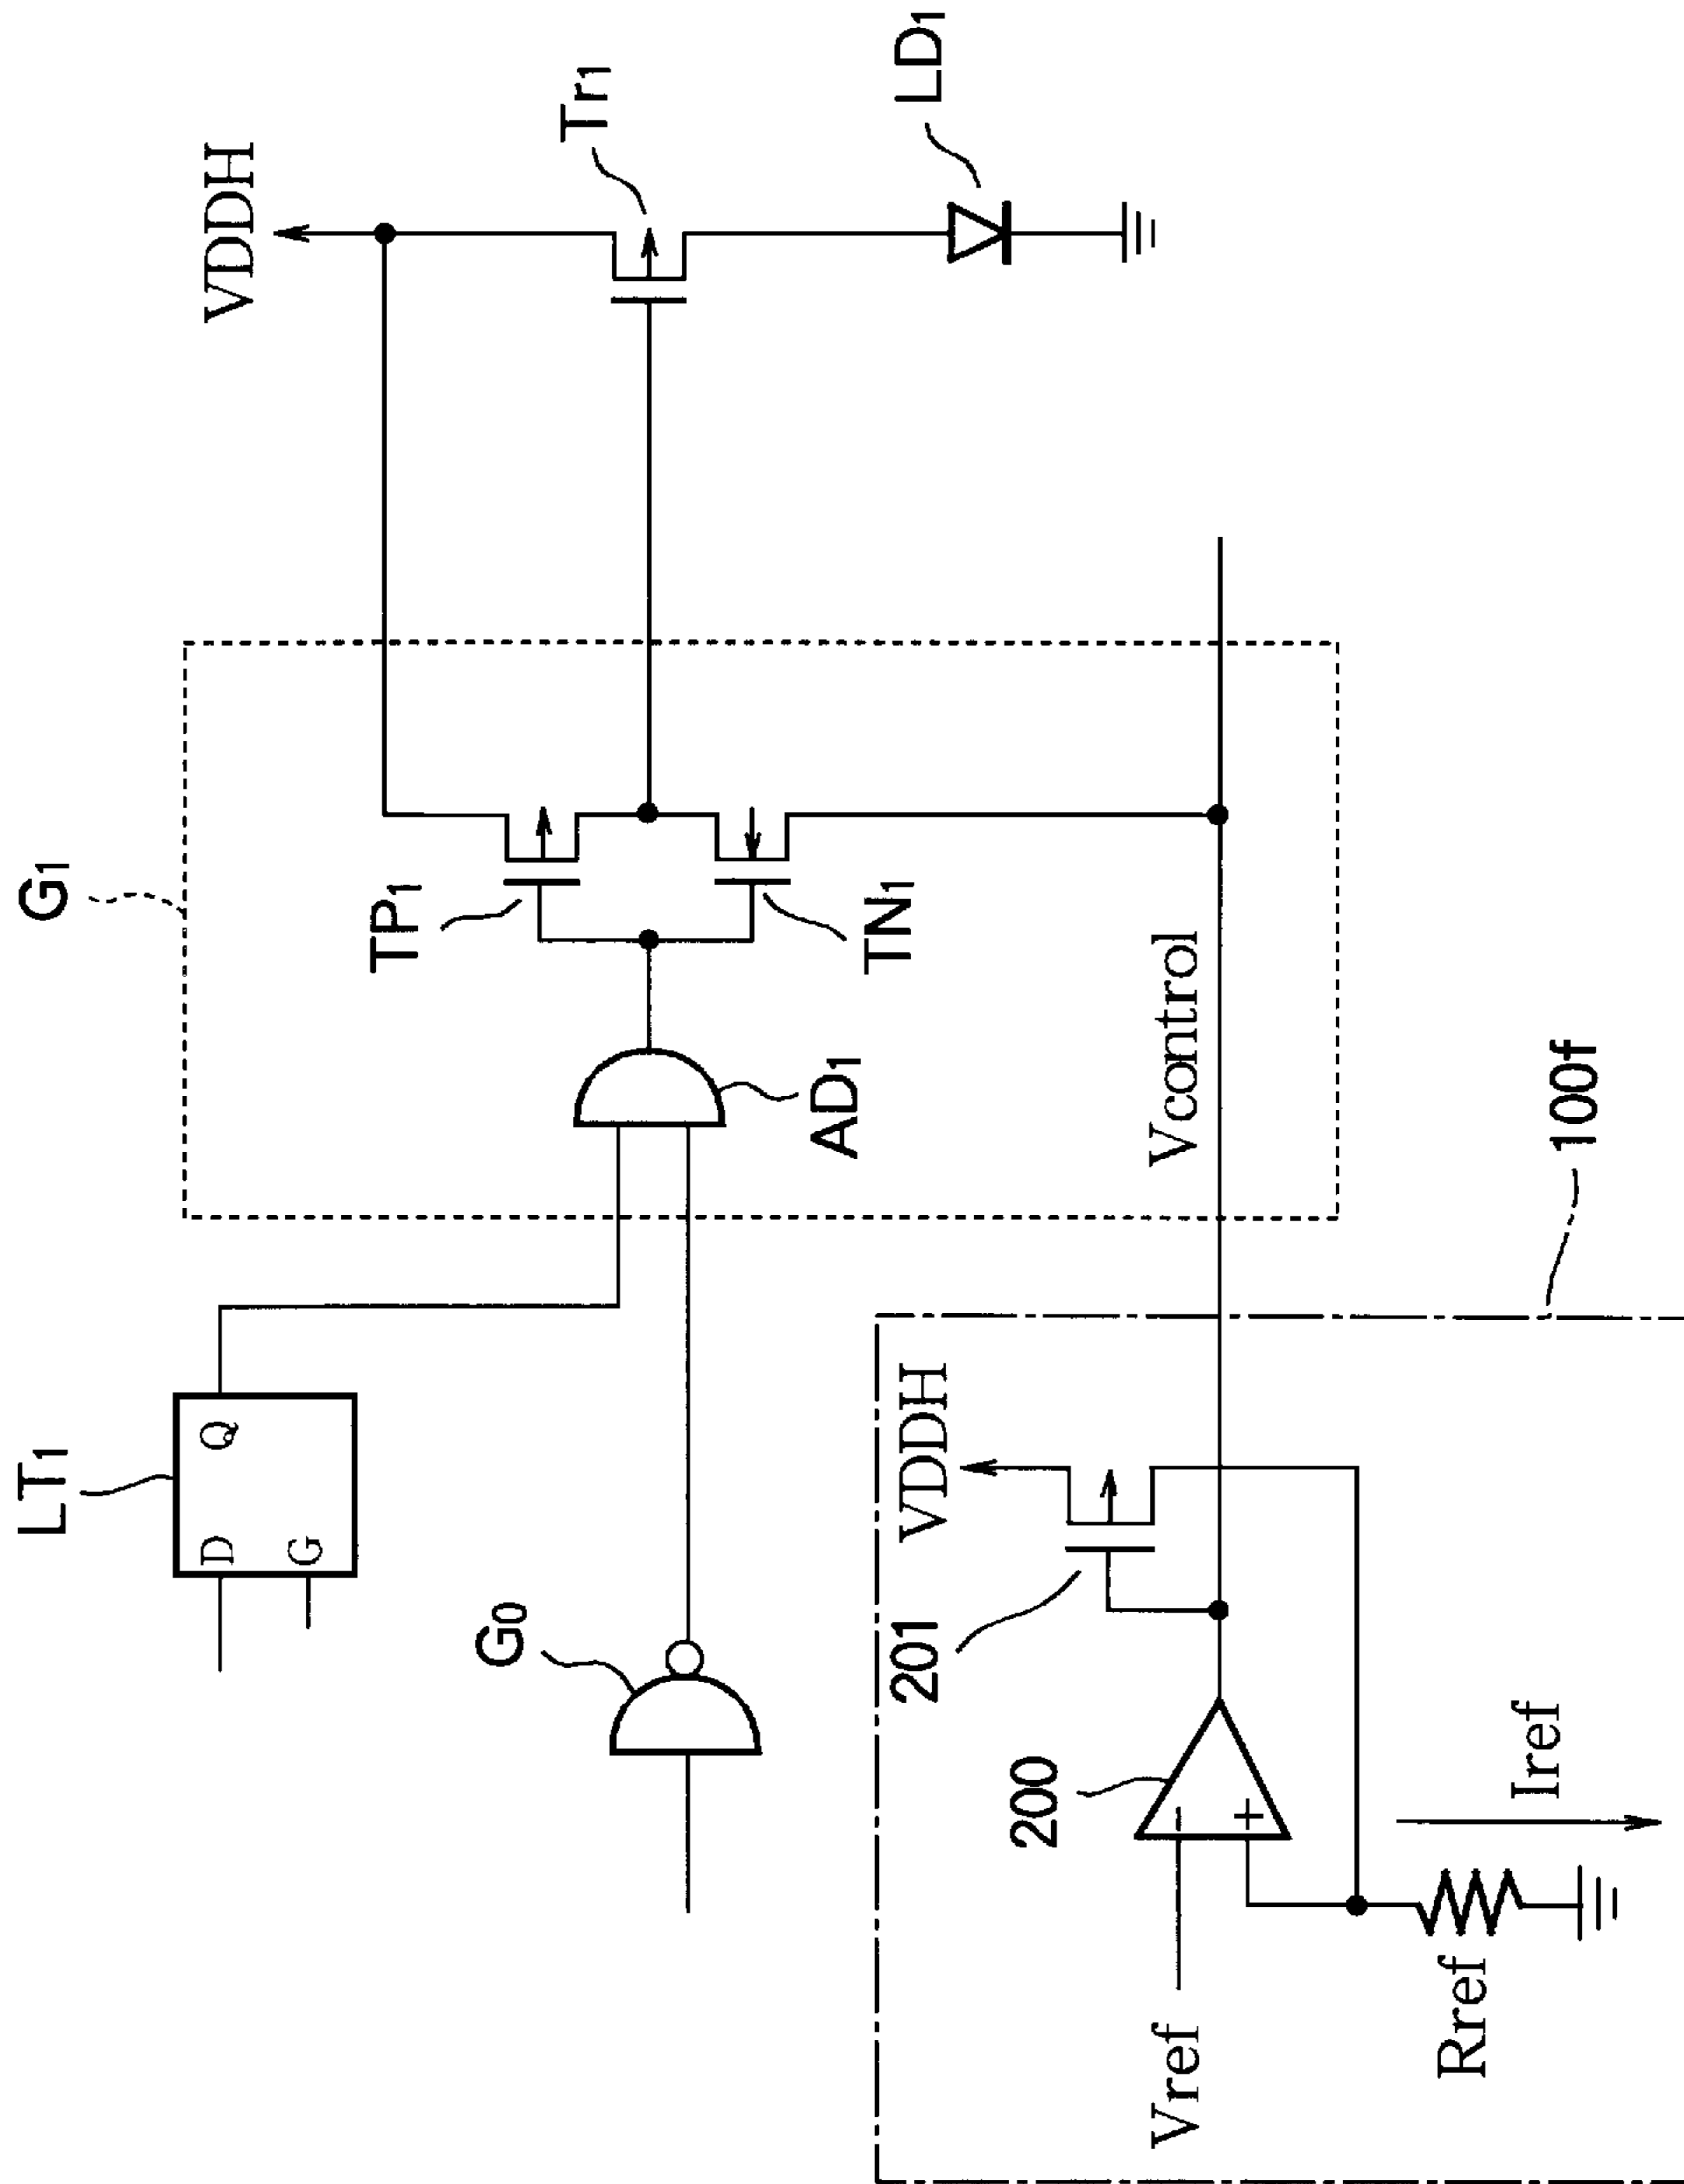 LT1
D
Q
G
G0
G1
TP1
TN1
AD1
VDDH
Tr1
LD1
Vcontrol
100f
VDDH
201
200
-
+
Vref
Rref
Iref